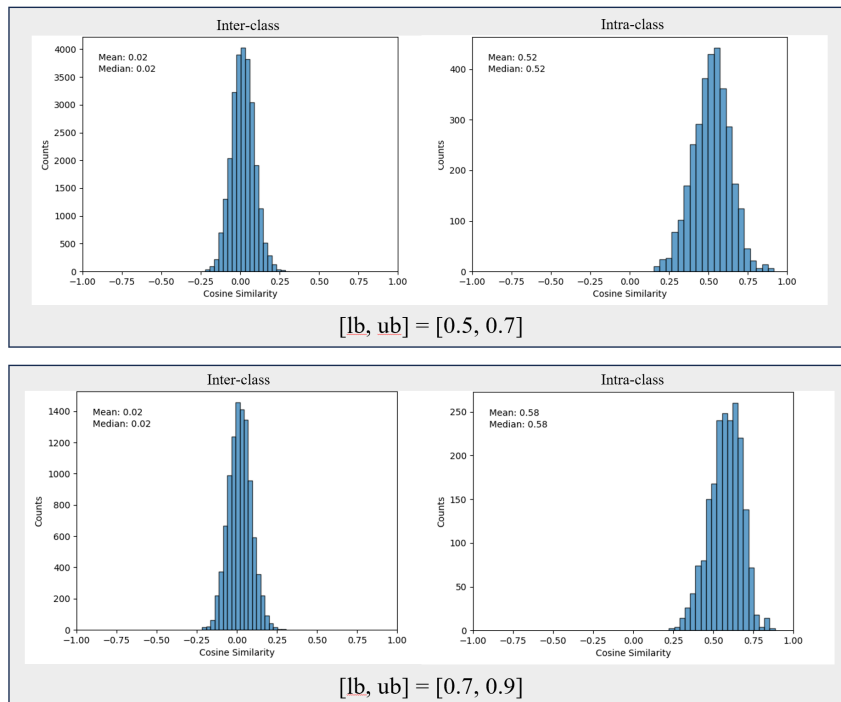 Inter-class
Intra-class
Mean: 0.02
Median: 0.02
Mean: 0.52
Median: 0.52
4000
3500
3000
2500
2000
1500
1000
500
0
Counts
400
300
200
100
0
Counts
−1.00 −0.75 −0.50 −0.25 0.00 0.25 0.50 0.75 1.00
Cosine Similarity
−1.00 −0.75 −0.50 −0.25 0.00 0.25 0.50 0.75 1.00
Cosine Similarity
[lb, ub] = [0.5, 0.7]
Inter-class
Intra-class
Mean: 0.02
Median: 0.02
Mean: 0.58
Median: 0.58
1400
1200
1000
800
600
400
200
0
Counts
250
200
150
100
50
0
Counts
−1.00 −0.75 −0.50 −0.25 0.00 0.25 0.50 0.75 1.00
Cosine Similarity
−1.00 −0.75 −0.50 −0.25 0.00 0.25 0.50 0.75 1.00
Cosine Similarity
[lb, ub] = [0.7, 0.9]